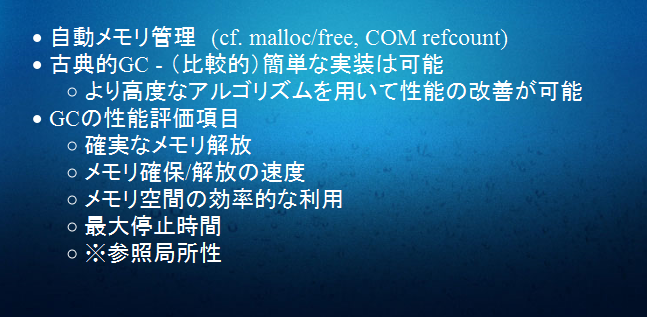 • 自動メモリ管理 (cf. malloc/free, COM refcount)
• 古典的GC - （比較的）簡単な実装は可能
○ より高度なアルゴリズムを用いて性能の改善が可能
• GCの性能評価項目
○ 確実なメモリ解放
○ メモリ確保/解放の速度
○ メモリ空間の効率的な利用
○ 最大停止時間
○ ※参照局所性